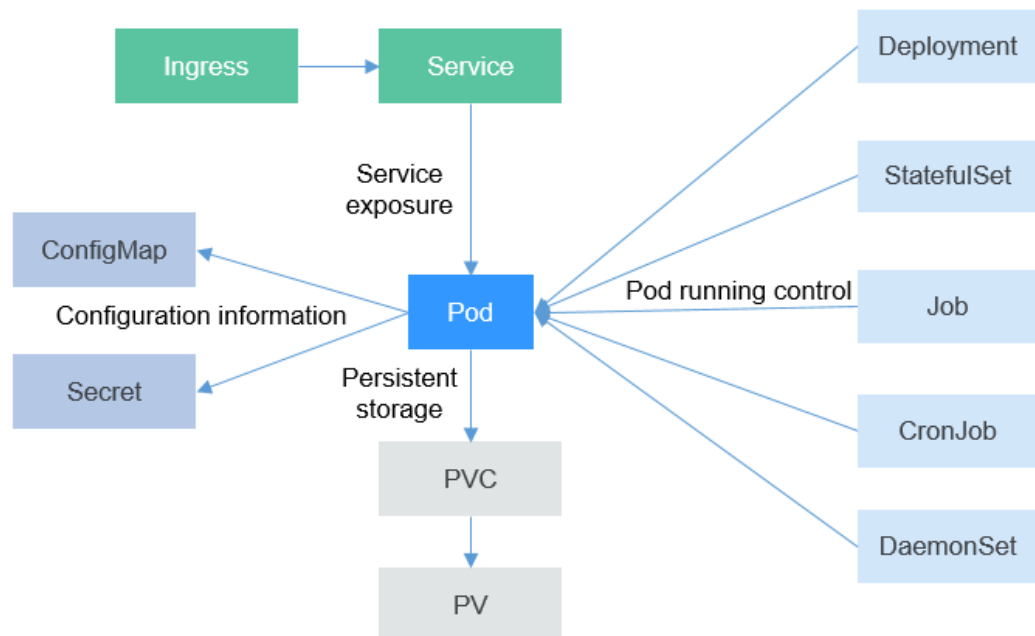 Ingress
Service
Deployment
Service
exposure
StatefulSet
ConfigMap
Configuration information
Pod
Pod running control
Job
Secret
Persistent
storage
CronJob
PVC
DaemonSet
PV